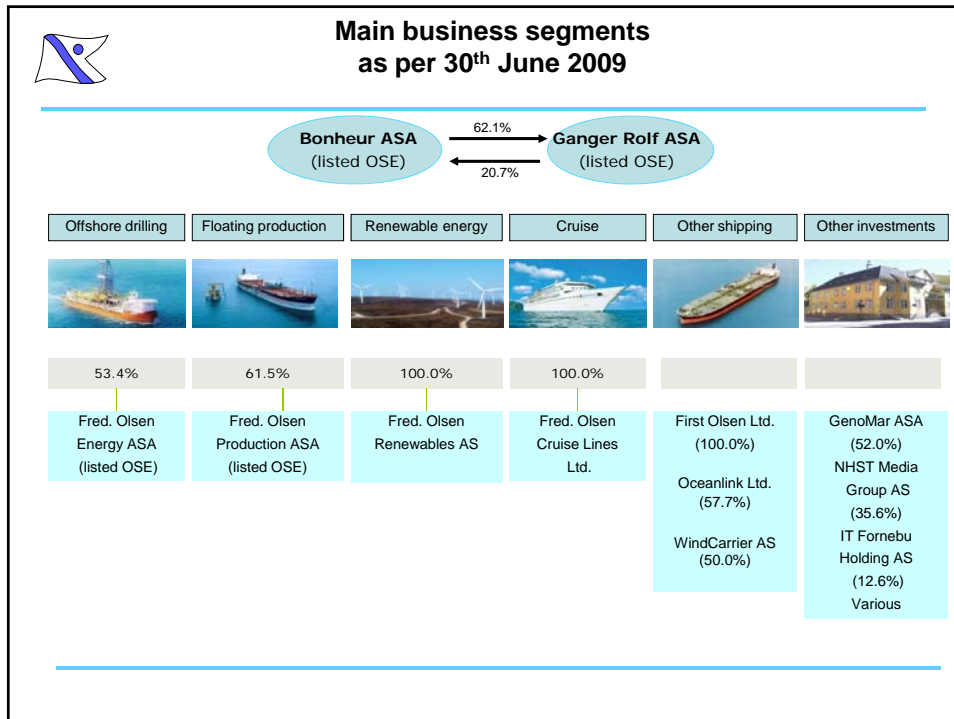 Main business segments
as per 30th June 2009
62.1%
Bonheur ASA
(listed OSE)
Ganger Rolf ASA
(listed OSE)
20.7%
Offshore drilling
Floating production
Renewable energy
Cruise
Other shipping
Other investments
53.4%
61.5%
100.0%
100.0%
Fred. Olsen
Energy ASA
(listed OSE)
Fred. Olsen
Production ASA
(listed OSE)
Fred. Olsen
Renewables AS
Fred. Olsen
Cruise Lines
Ltd.
First Olsen Ltd.
(100.0%)
Oceanlink Ltd.
(57.7%)
WindCarrier AS
(50.0%)
GenoMar ASA
(52.0%)
NHST Media
Group AS
(35.6%)
IT Fornebu
Holding AS
(12.6%)
Various